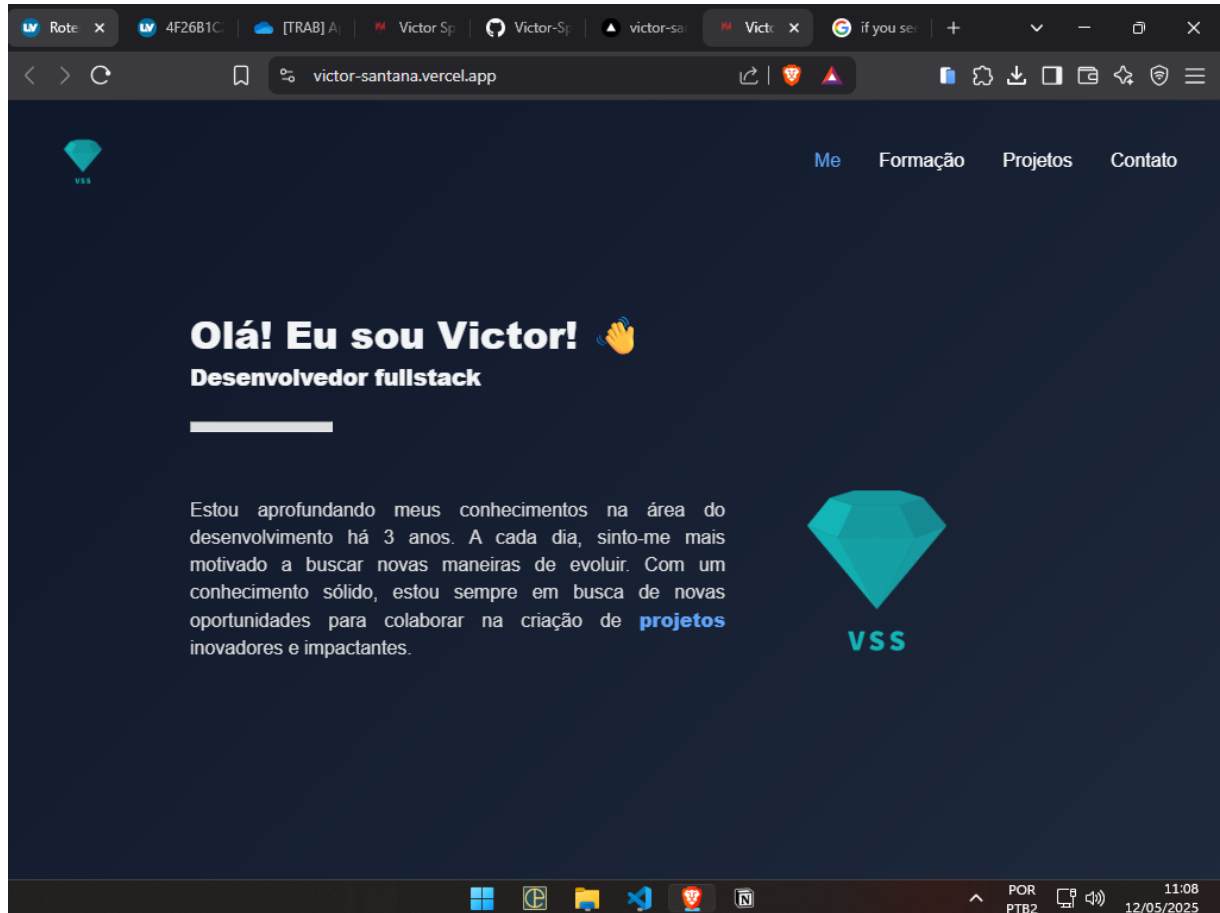 Rote
4F26B1C
[TRAB] A
Victor Sp
Victor-Sp
victor-sa
Victo
if you se
victor-santana.vercel.app
VSS
Me Formação Projetos Contato
Olá! Eu sou Victor! 👋
Desenvolvedor fullstack
Estou aprofundando meus conhecimentos na área do
desenvolvimento há 3 anos. A cada dia, sinto-me mais
motivado a buscar novas maneiras de evoluir. Com um
conhecimento sólido, estou sempre em busca de novas
oportunidades para colaborar na criação de projetos
inovadores e impactantes.
VSS
POR
PTB2
11:08
12/05/2025